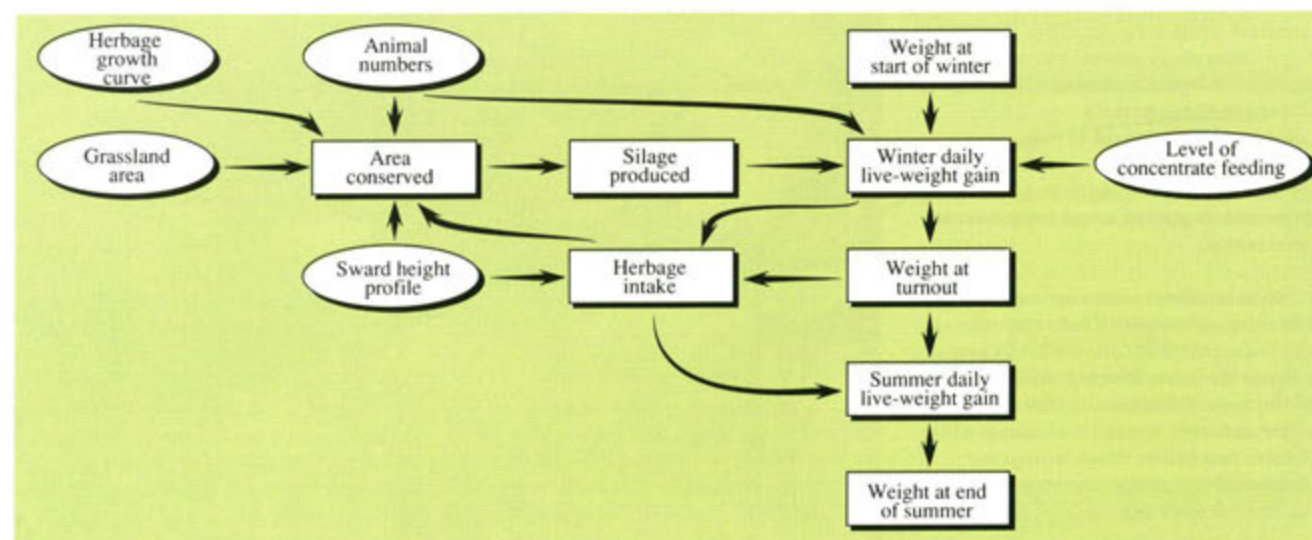 Herbage
growth
curve
Animal
numbers
Weight at
start of winter
Grassland
area
Area
conserved
Silage
produced
Winter daily
live-weight gain
Level of
concentrate feeding
Sward height
profile
Herbage
intake
Weight at
turnout
Summer daily
live-weight gain
Weight at end
of summer